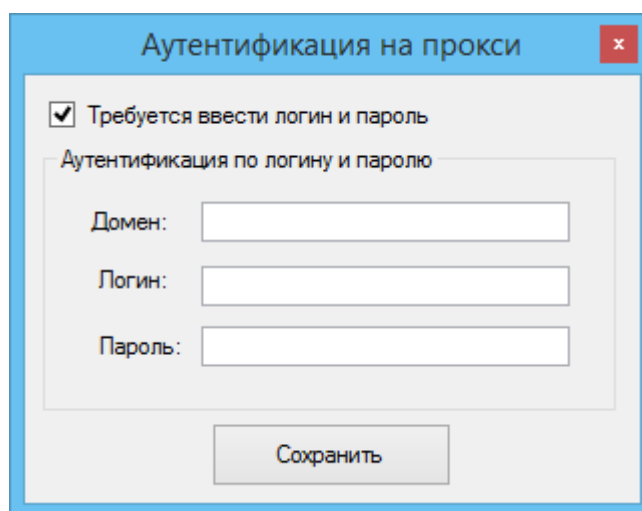 Аутентификация на прокси
Требуется ввести логин и пароль
Аутентификация по логину и паролю
Домен:
Логин:
Пароль:
Сохранить